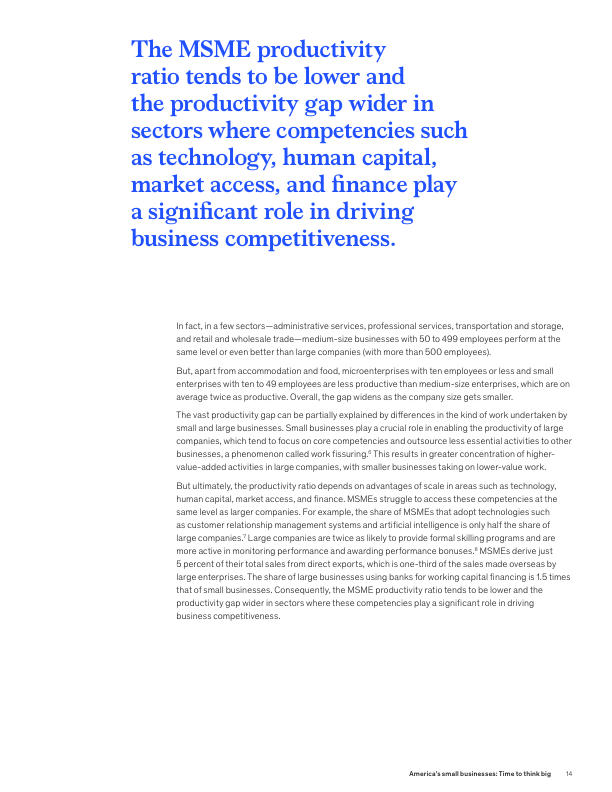 The MSME productivity
ratio tends to be lower and
the productivity gap wider in
sectors where competencies such
as technology, human capital,
market access, and finance play
a significant role in driving
business competitiveness.
In fact, in a few sectors—administrative services, professional services, transportation and storage,
and retail and wholesale trade—medium-size businesses with 50 to 499 employees perform at the
same level or even better than large companies (with more than 500 employees).
But, apart from accommodation and food, microenterprises with ten employees or less and small
enterprises with ten to 49 employees are less productive than medium-size enterprises, which are on
average twice as productive. Overall, the gap widens as the company size gets smaller.
The vast productivity gap can be partially explained by differences in the kind of work undertaken by
small and large businesses. Small businesses play a crucial role in enabling the productivity of large
companies, which tend to focus on core competencies and outsource less essential activities to other
businesses, a phenomenon called work fissuring.⁶ This results in greater concentration of higher-
value-added activities in large companies, with smaller businesses taking on lower-value work.
But ultimately, the productivity ratio depends on advantages of scale in areas such as technology,
human capital, market access, and finance. MSMEs struggle to access these competencies at the
same level as larger companies. For example, the share of MSMEs that adopt technologies such
as customer relationship management systems and artificial intelligence is only half the share of
large companies.⁷ Large companies are twice as likely to provide formal skilling programs and are
more active in monitoring performance and awarding performance bonuses.⁸ MSMEs derive just
5 percent of their total sales from direct exports, which is one-third of the sales made overseas by
large enterprises. The share of large businesses using banks for working capital financing is 1.5 times
that of small businesses. Consequently, the MSME productivity ratio tends to be lower and the
productivity gap wider in sectors where these competencies play a significant role in driving
business competitiveness.
America's small businesses: Time to think big 14